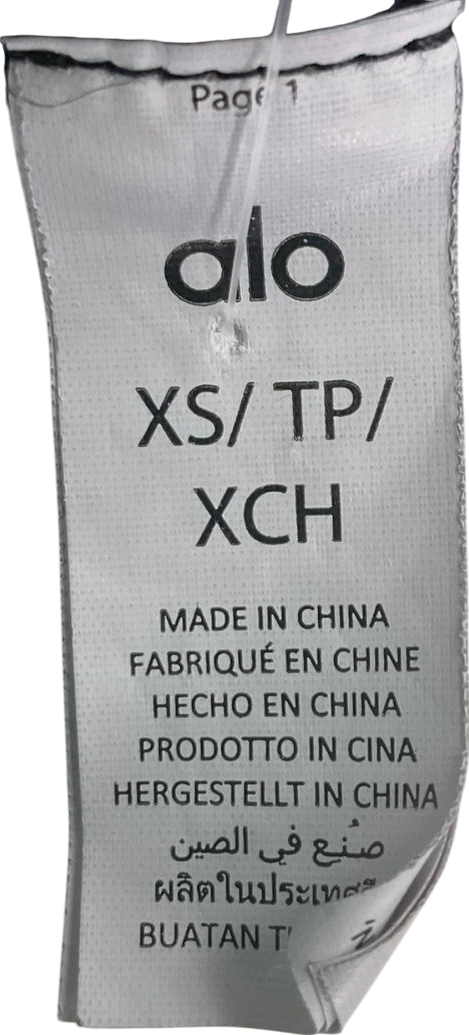 Page 1
alo
XS/ TP/
XCH
MADE IN CHINA
FABRIQUÉ EN CHINE
HECHO EN CHINA
PRODOTTO IN CINA
HERGESTELLT IN CHINA
صُنع في الصين
BUATAN